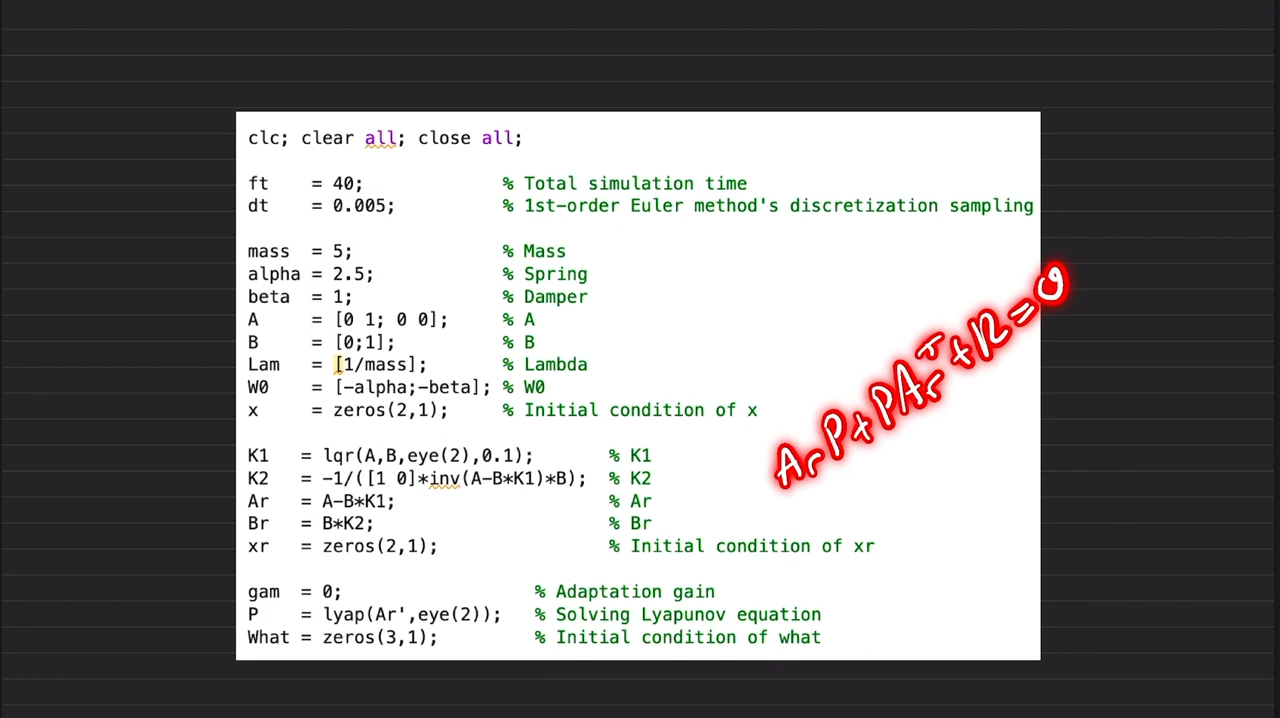 clc; clear all; close all;
ft = 40; % Total simulation time
dt = 0.005; % 1st-order Euler method's discretization sampling
mass = 5; % Mass
alpha = 2.5; % Spring
beta = 1; % Damper
A = [0 1; 0 0]; % A
B = [0;1]; % B
Lam = [1/mass]; % Lambda
W0 = [-alpha;-beta]; % W0
x = zeros(2,1); % Initial condition of x
K1 = lqr(A,B,eye(2),0.1); % K1
K2 = -1/([1 0]*inv(A-B*K1)*B); % K2
Ar = A-B*K1; % Ar
Br = B*K2; % Br
xr = zeros(2,1); % Initial condition of xr
gam = 0; % Adaptation gain
P = lyap(Ar',eye(2)); % Solving Lyapunov equation
What = zeros(3,1); % Initial condition of what
ArP+PArᵀ+R=0